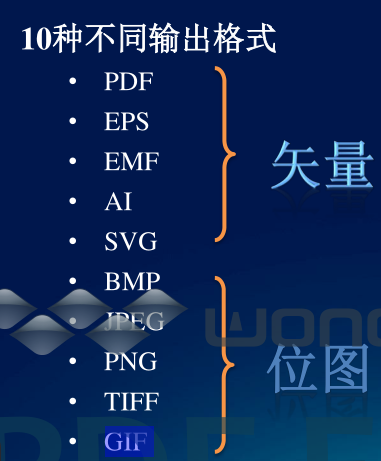 10种不同输出格式
• PDF
• EPS
• EMF
• AI
• SVG
矢量
• BMP
• JPEG
• PNG
• TIFF
• GIF
位图